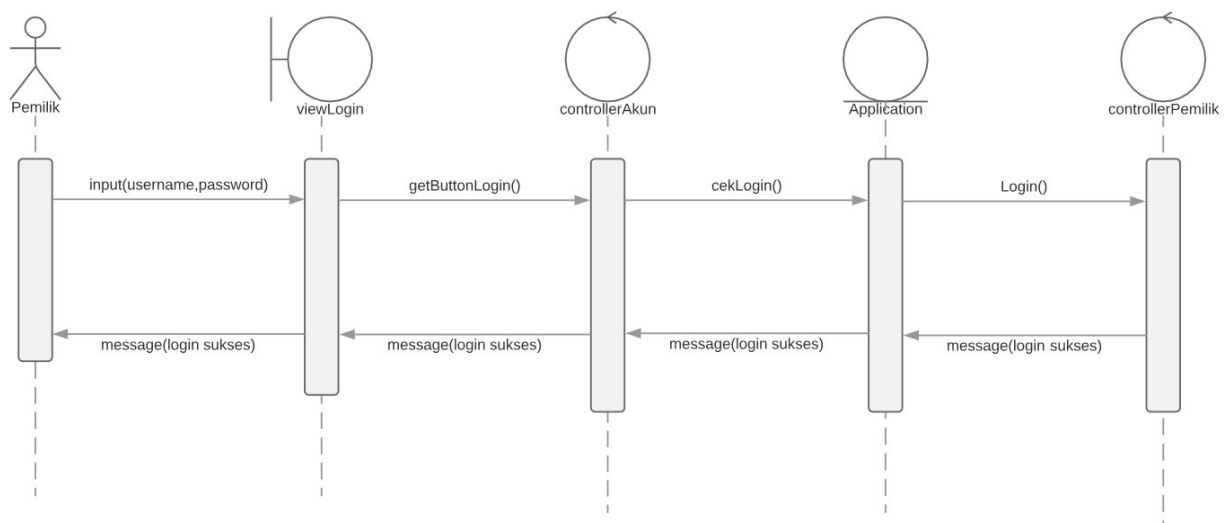 Pemilik
viewLogin
controllerAkun
Application
controllerPemilik
input(username,password)
getButtonLogin()
cekLogin()
Login()
message(login sukses)
message(login sukses)
message(login sukses)
message(login sukses)